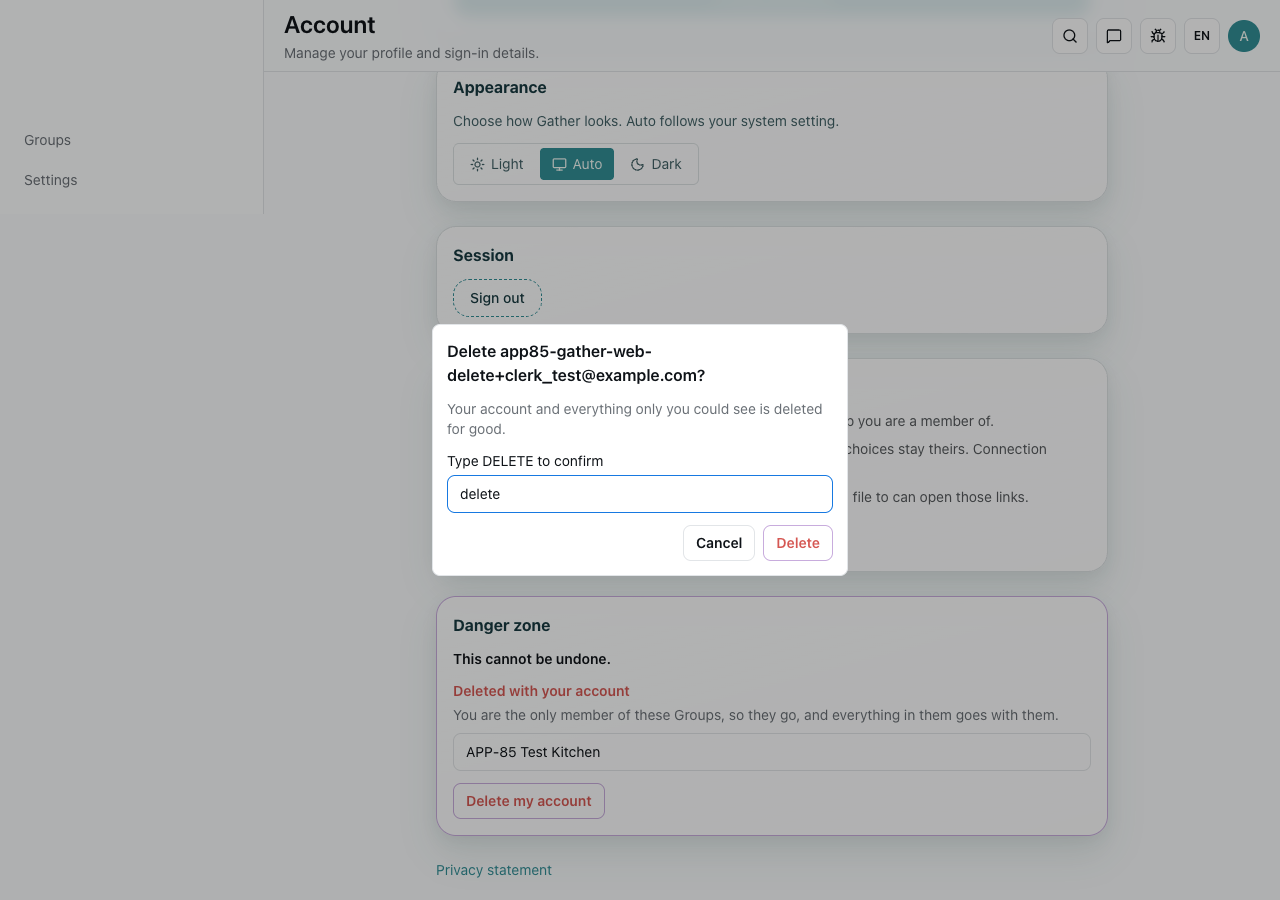 Account
Manage your profile and sign-in details.
EN
A
Groups
Settings
Appearance
Choose how Gather looks. Auto follows your system setting.
Light
Auto
Dark
Session
Sign out
Delete app85-gather-web-
delete+clerk_test@example.com?
Your account and everything only you could see is deleted
for good.
Type DELETE to confirm
delete
Cancel
Delete
you are a member of.
choices stay theirs. Connection
file to can open those links.
Danger zone
This cannot be undone.
Deleted with your account
You are the only member of these Groups, so they go, and everything in them goes with them.
APP-85 Test Kitchen
Delete my account
Privacy statement